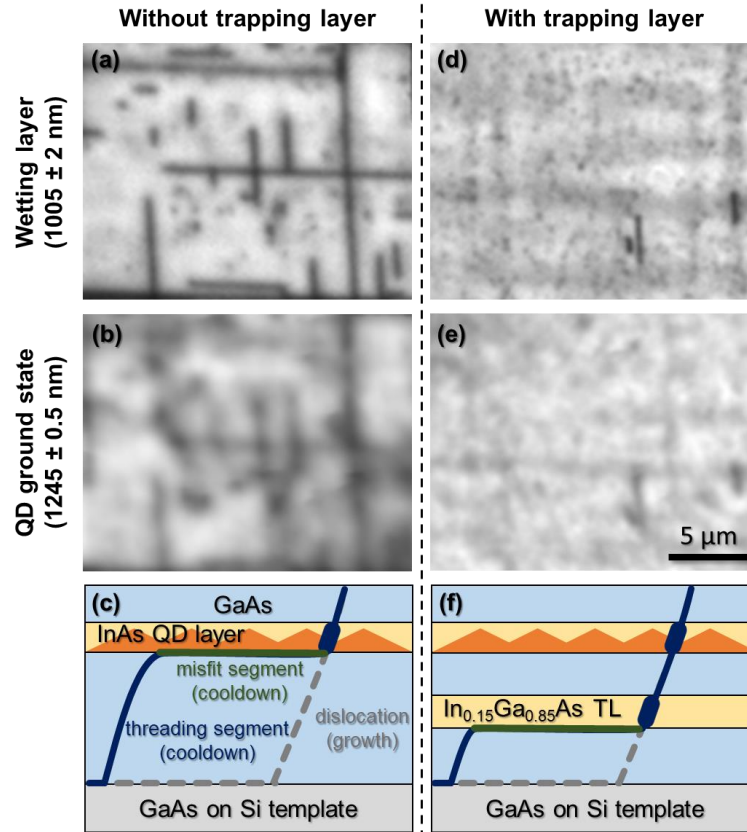 Without trapping layer
With trapping layer
Wetting layer
(1005 ± 2 nm)
(a)
(d)
QD ground state
(1245 ± 0.5 nm)
(b)
(e)
5 μm
(c)
GaAs
InAs QD layer
misfit segment
(cooldown)
threading segment
(cooldown)
dislocation
(growth)
GaAs on Si template
(f)
In0.15Ga0.85As TL
GaAs on Si template